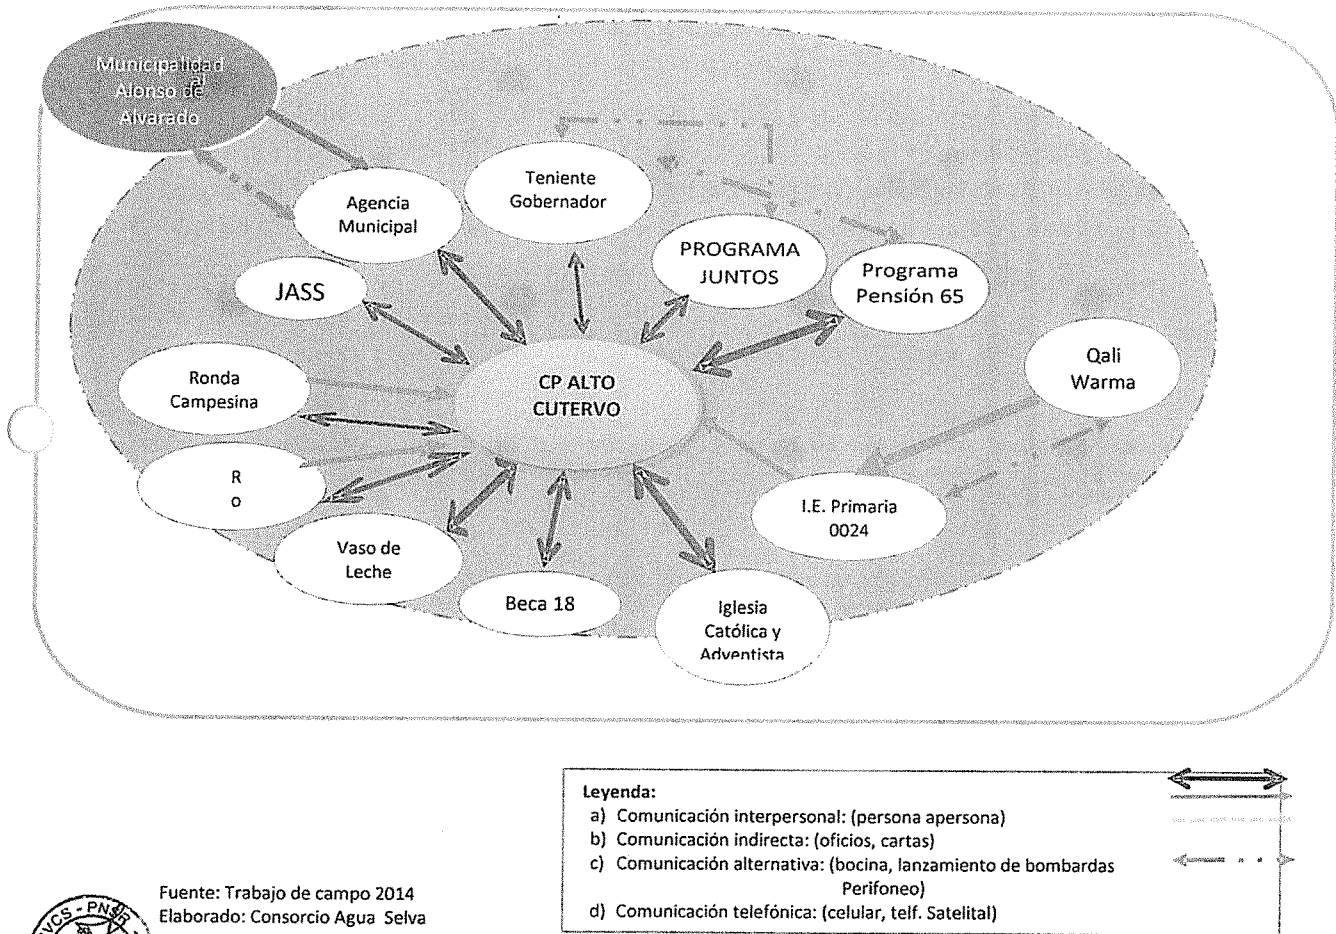 Municipalidad
Alonso de
Alvarado
Agencia
Municipal
Teniente
Gobernador
PROGRAMA
JUNTOS
Programa
Pensión 65
JASS
Qali
Warma
Ronda
Campesina
CP ALTO
CUTERVO
R
o
I.E. Primaria
0024
Vaso de
Leche
Beca 18
Iglesia
Católica y
Adventista
Leyenda:
a) Comunicación interpersonal: (persona apersona)
b) Comunicación indirecta: (oficios, cartas)
c) Comunicación alternativa: (bocina, lanzamiento de bombardas
Perifoneo)
d) Comunicación telefónica: (celular, telf. Satelital)
Fuente: Trabajo de campo 2014
Elaborado: Consorcio Agua Selva
VCS - PNSR